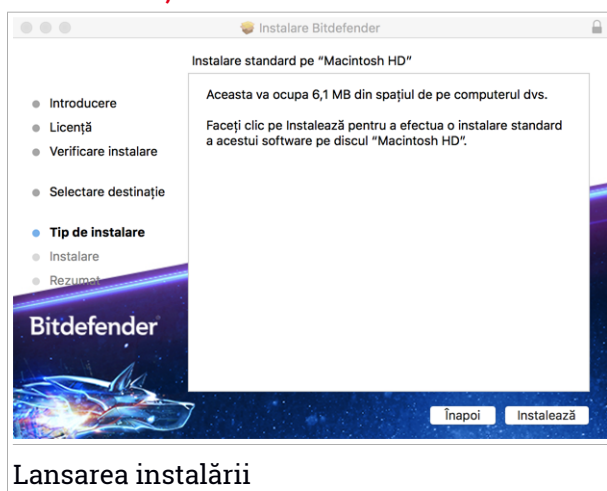 Instalare Bitdefender
Instalare standard pe “Macintosh HD”
Introducere
Licență
Verificare instalare
Selectare destinație
Tip de instalare
Instalare
Rezumat
Bitdefender
Aceasta va ocupa 6,1 MB din spațiul de pe computerul dvs.
Faceți clic pe Instalează pentru a efectua o instalare standard
a acestui software pe discul “Macintosh HD”.
Înapoi
Instalează
Lansarea instalării